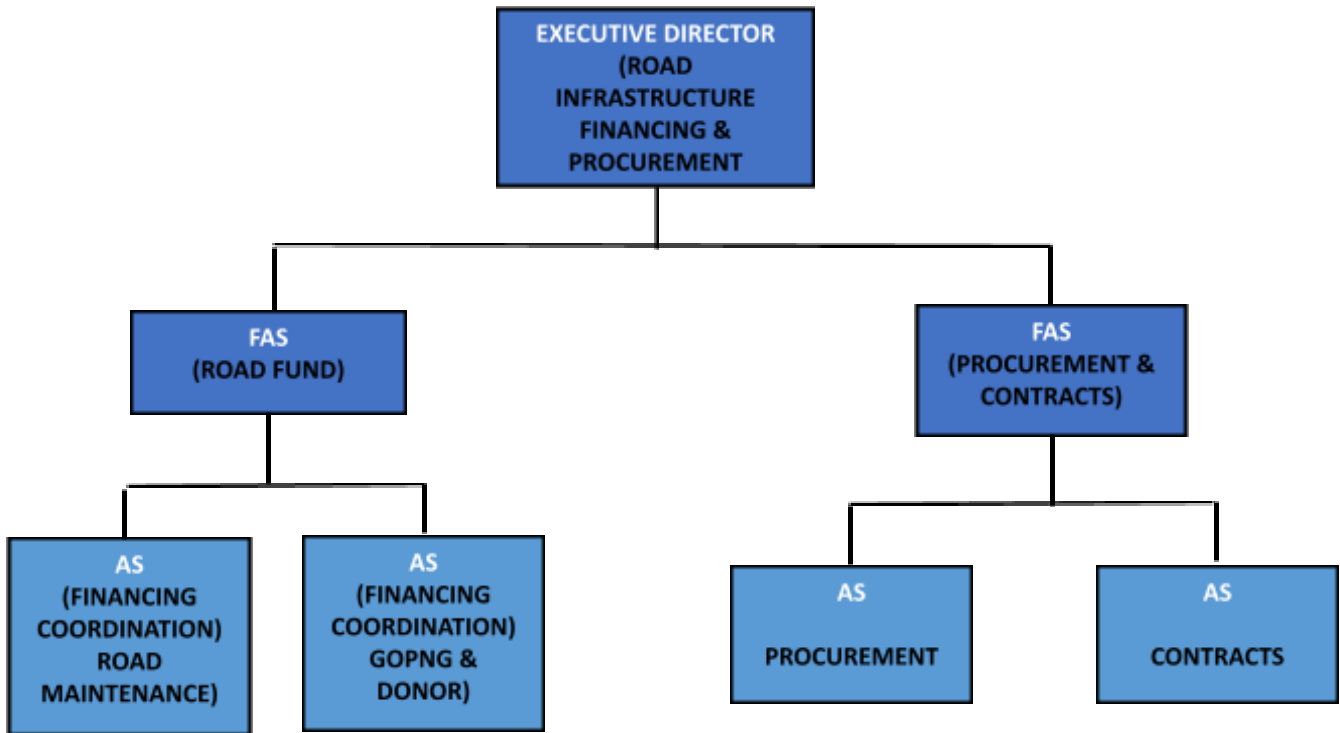 EXECUTIVE DIRECTOR
(ROAD
INFRASTRUCTURE
FINANCING &
PROCUREMENT
FAS
(ROAD FUND)
FAS
(PROCUREMENT &
CONTRACTS)
AS
(FINANCING
COORDINATION)
ROAD
MAINTENANCE)
AS
(FINANCING
COORDINATION)
GOPNG &
DONOR)
AS
PROCUREMENT
AS
CONTRACTS